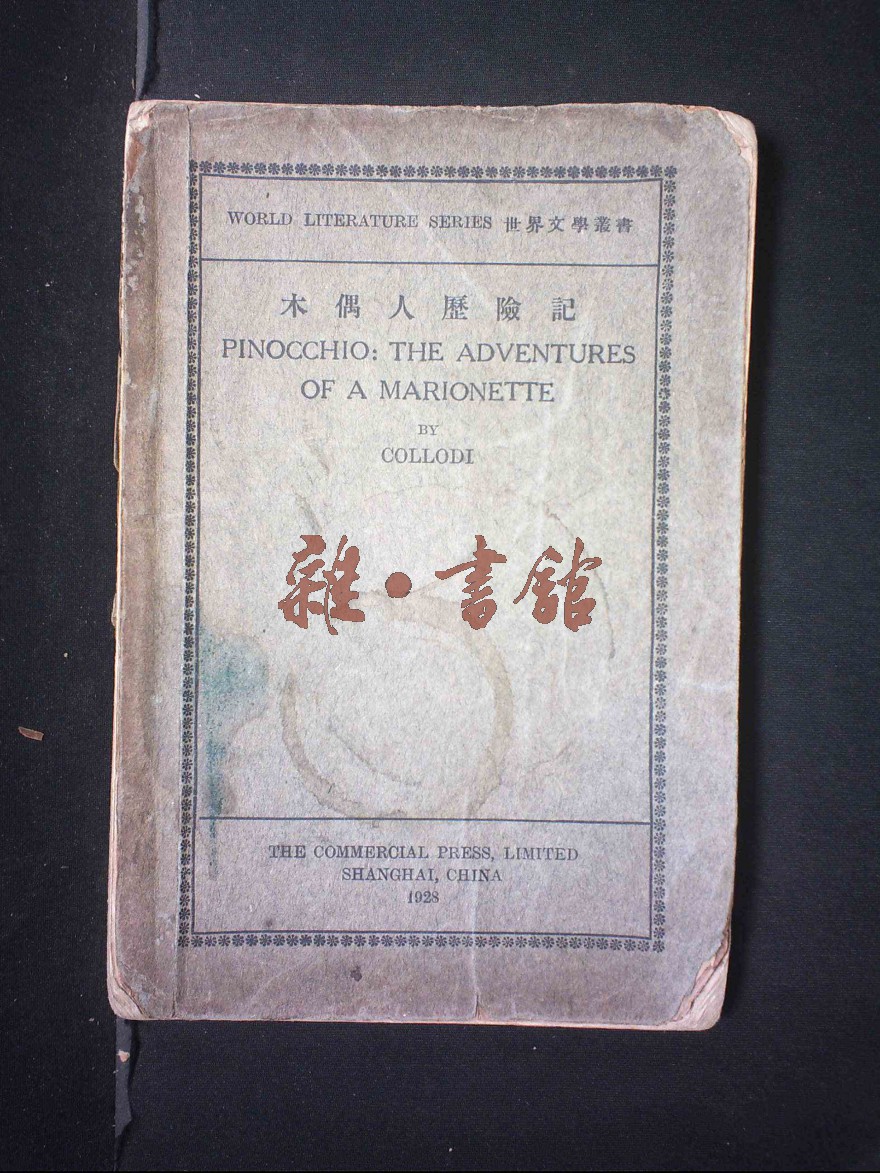 WORLD LITERATURE SERIES 世界文學叢書
木偶人歷險記
PINOCCHIO: THE ADVENTURES
OF A MARIONETTE
BY
COLLODI
雜·書館
THE COMMERCIAL PRESS, LIMITED
SHANGHAI, CHINA
1928